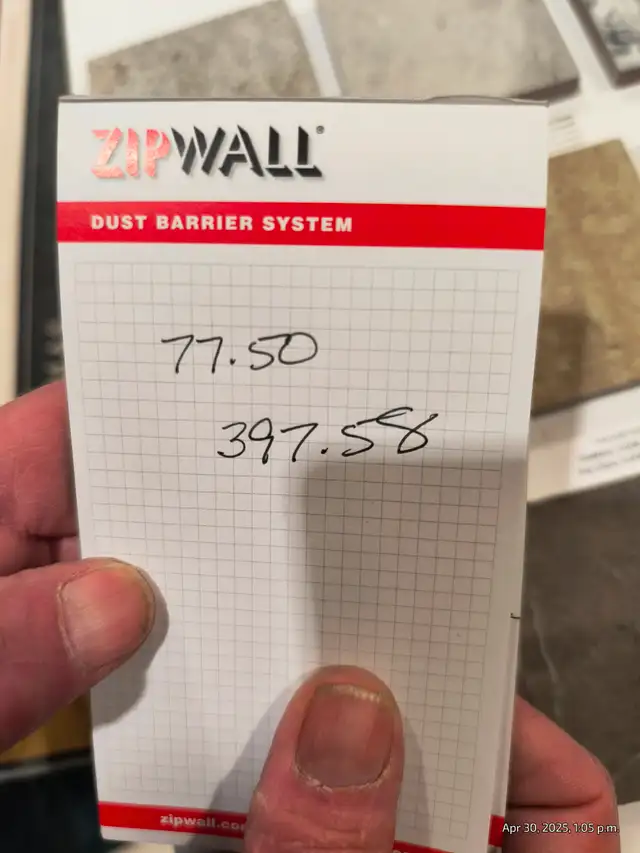 ZIPWALL®
DUST BARRIER SYSTEM
77.50
397.58
zipwall.co
Apr 30, 2025, 1:05 p.m.